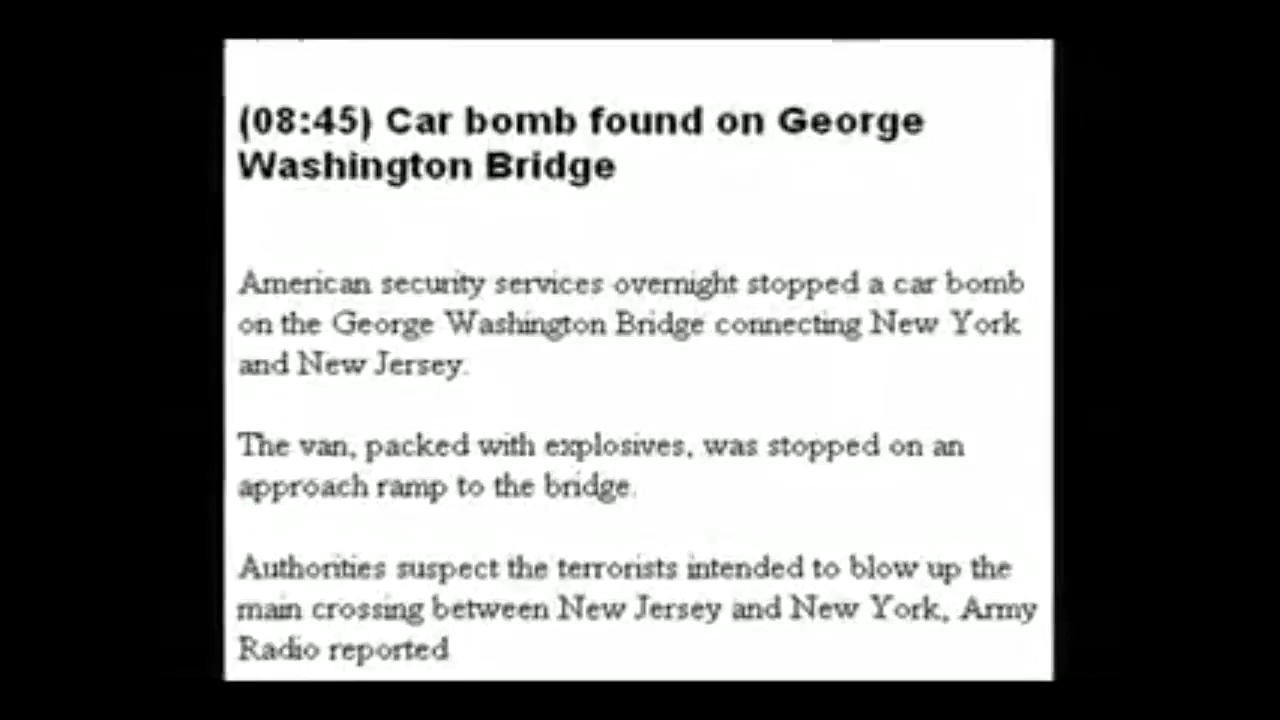 (08:45) Car bomb found on George
Washington Bridge
American security services overnight stopped a car bomb
on the George Washington Bridge connecting New York
and New Jersey.
The van, packed with explosives, was stopped on an
approach ramp to the bridge.
Authorities suspect the terrorists intended to blow up the
main crossing between New Jersey and New York, Army
Radio reported